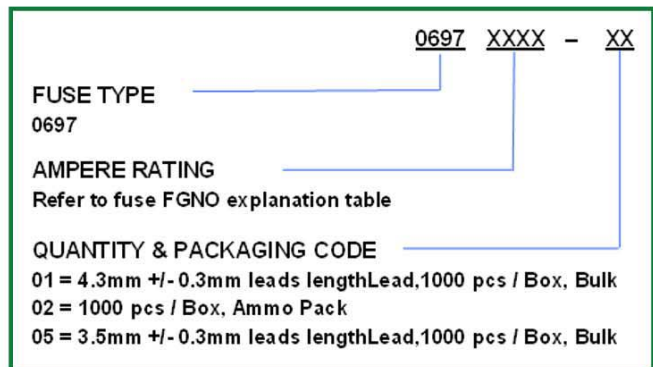 0697 XXXX – XX
FUSE TYPE
0697
AMPERE RATING
Refer to fuse FGNO explanation table
QUANTITY & PACKAGING CODE
01 = 4.3mm +/- 0.3mm leads lengthLead,1000 pcs / Box, Bulk
02 = 1000 pcs / Box, Ammo Pack
05 = 3.5mm +/- 0.3mm leads lengthLead,1000 pcs / Box, Bulk